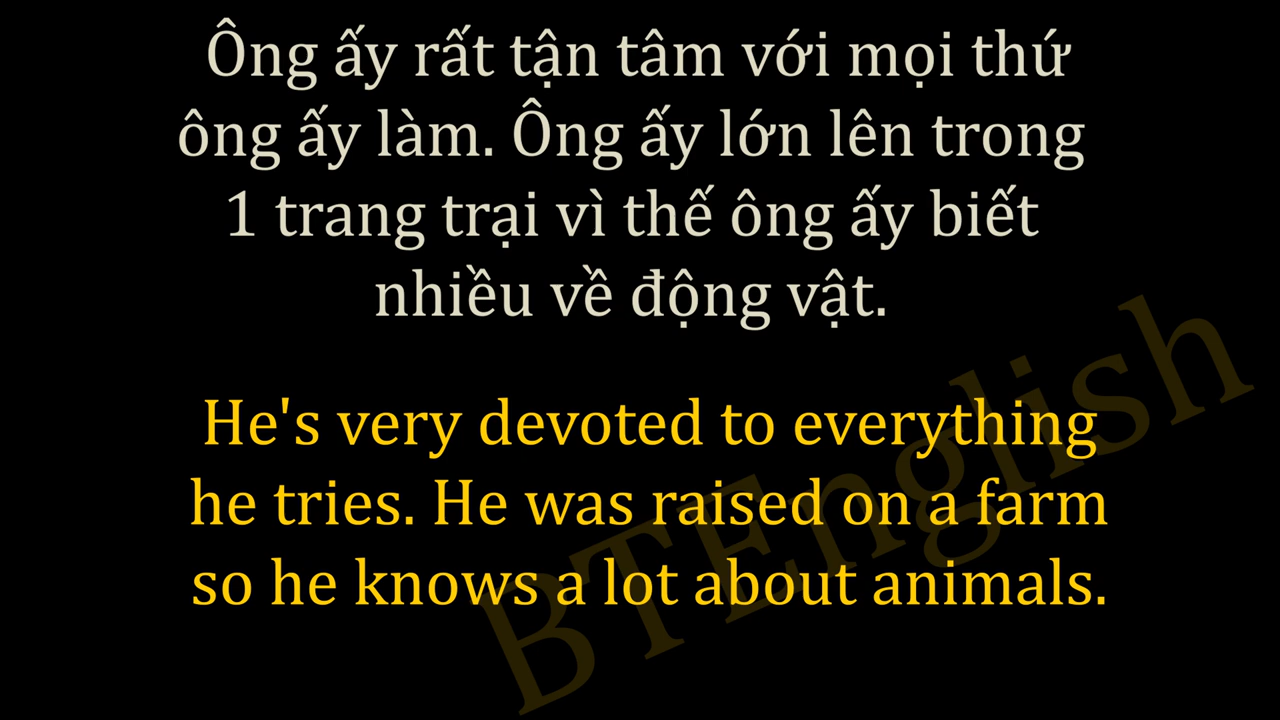 Ông ấy rất tận tâm với mọi thứ
ông ấy làm. Ông ấy lớn lên trong
1 trang trại vì thế ông ấy biết
nhiều về động vật.
He's very devoted to everything
he tries. He was raised on a farm
so he knows a lot about animals.
BTEnglish